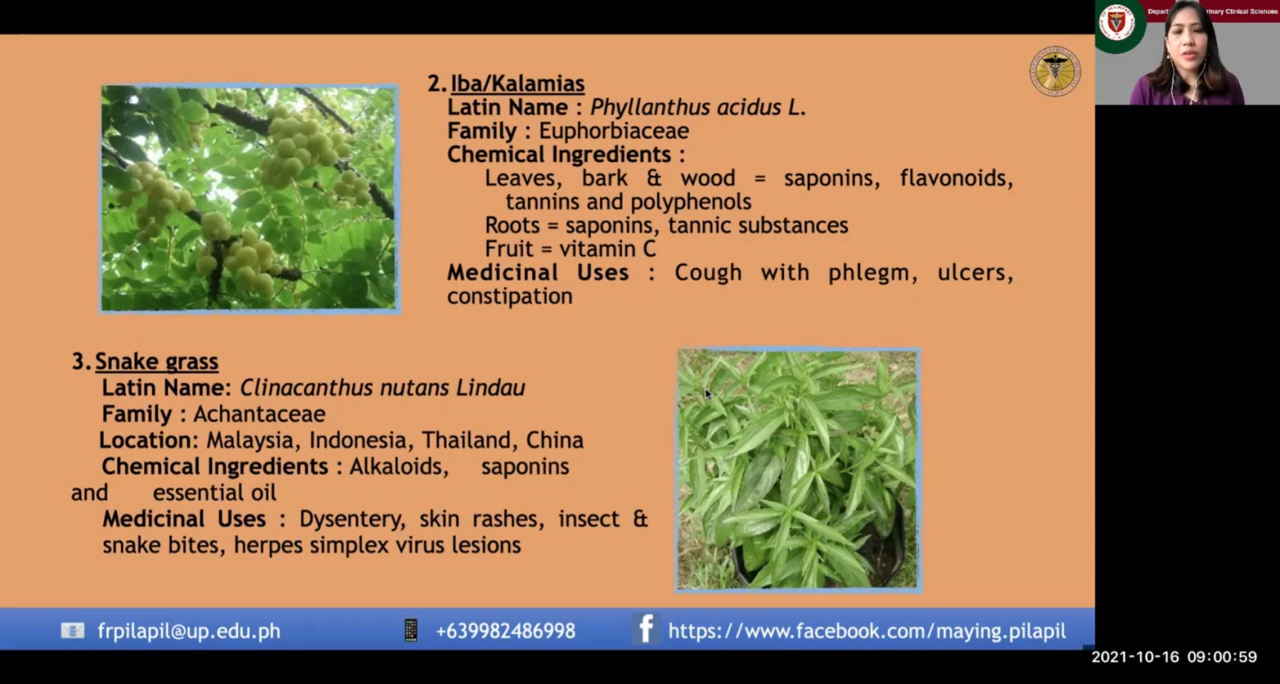 2. Iba/Kalamias
Latin Name : Phyllanthus acidus L.
Family : Euphorbiaceae
Chemical Ingredients :
Leaves, bark & wood = saponins, flavonoids,
tannins and polyphenols
Roots = saponins, tannic substances
Fruit = vitamin C
Medicinal Uses : Cough with phlegm, ulcers,
constipation
3. Snake grass
Latin Name: Clinacanthus nutans Lindau
Family : Achantaceae
Location: Malaysia, Indonesia, Thailand, China
Chemical Ingredients : Alkaloids, saponins
and essential oil
Medicinal Uses : Dysentery, skin rashes, insect &
snake bites, herpes simplex virus lesions
frpilapil@up.edu.ph
+639982486998
f https://www.facebook.com/maying.pilapil
Clinical Sciences
2021-10-16 09:00:59